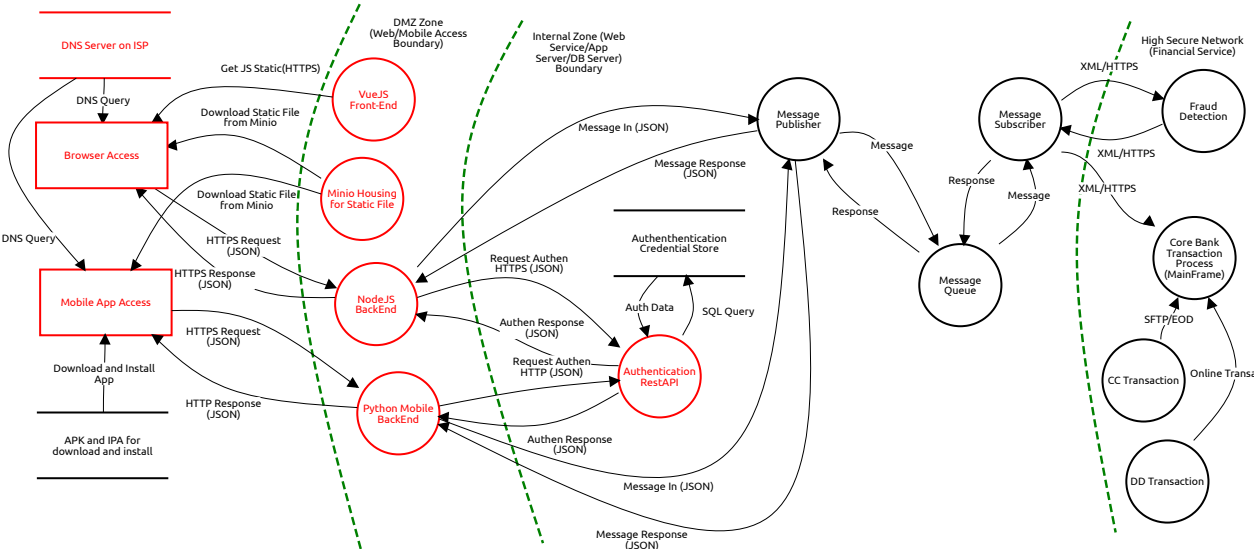 DNS Server on ISP
DMZ Zone
(Web/Mobile Access
Boundary)
Internal Zone (Web
Service/App
Server/DB Server)
Boundary
High Secure Network
(Financial Service)
Get JS Static(HTTPS)
XML/HTTPS
DNS Query
VueJS
Front-End
Download Static File
from Minio
Message In (JSON)
Message
Publisher
Message
Subscriber
Fraud
Detection
Browser Access
Message
XML/HTTPS
Message Response
(JSON)
Response
Message
XML/HTTPS
Download Static File
from Minio
Minio Housing
for Static File
Response
DNS Query
HTTPS Request
(JSON)
Authenthentication
Credential Store
Core Bank
Transaction
Process
(MainFrame)
HTTPS Response
(JSON)
Request Authen
HTTPS (JSON)
Mobile App Access
NodeJS
BackEnd
Message
Queue
Auth Data
SQL Query
SFTP/EOD
HTTPS Request
(JSON)
Authen Response
(JSON)
Download and Install
App
Request Authen
HTTP (JSON)
Authentication
RestAPI
CC Transaction
Online Transa
HTTP Response
(JSON)
Python Mobile
BackEnd
APK and IPA for
download and install
Authen Response
(JSON)
Message In (JSON)
DD Transaction
Message Response
(JSON)